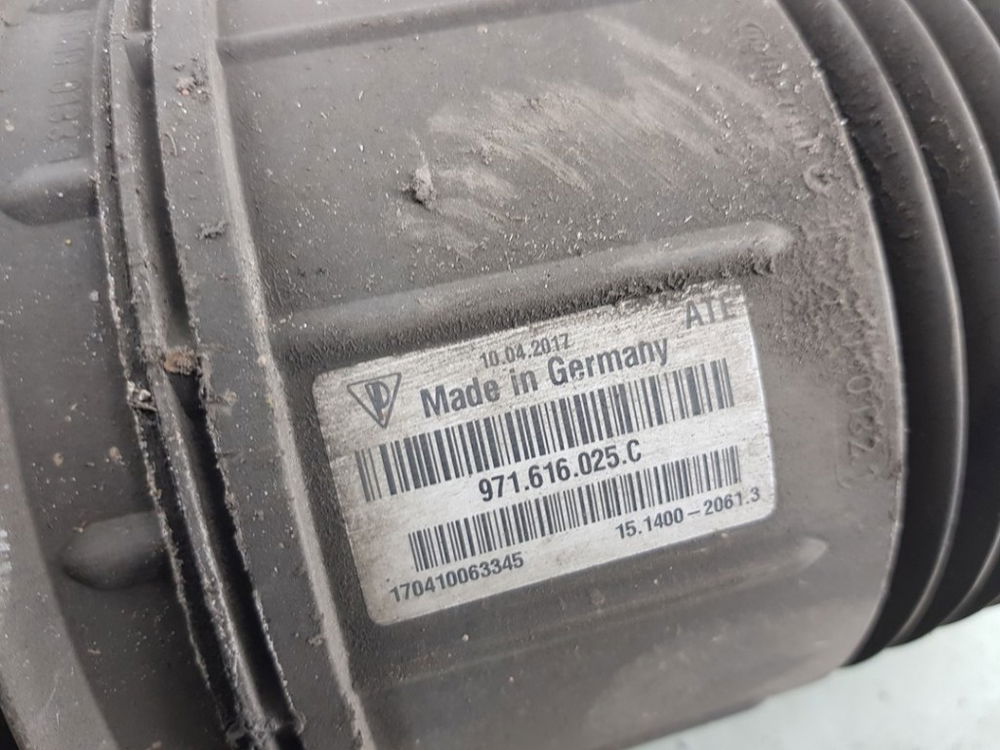 ATE
10.04.2017
Made in Germany
971.616.025.C
15.1400-2061.3
170410063345